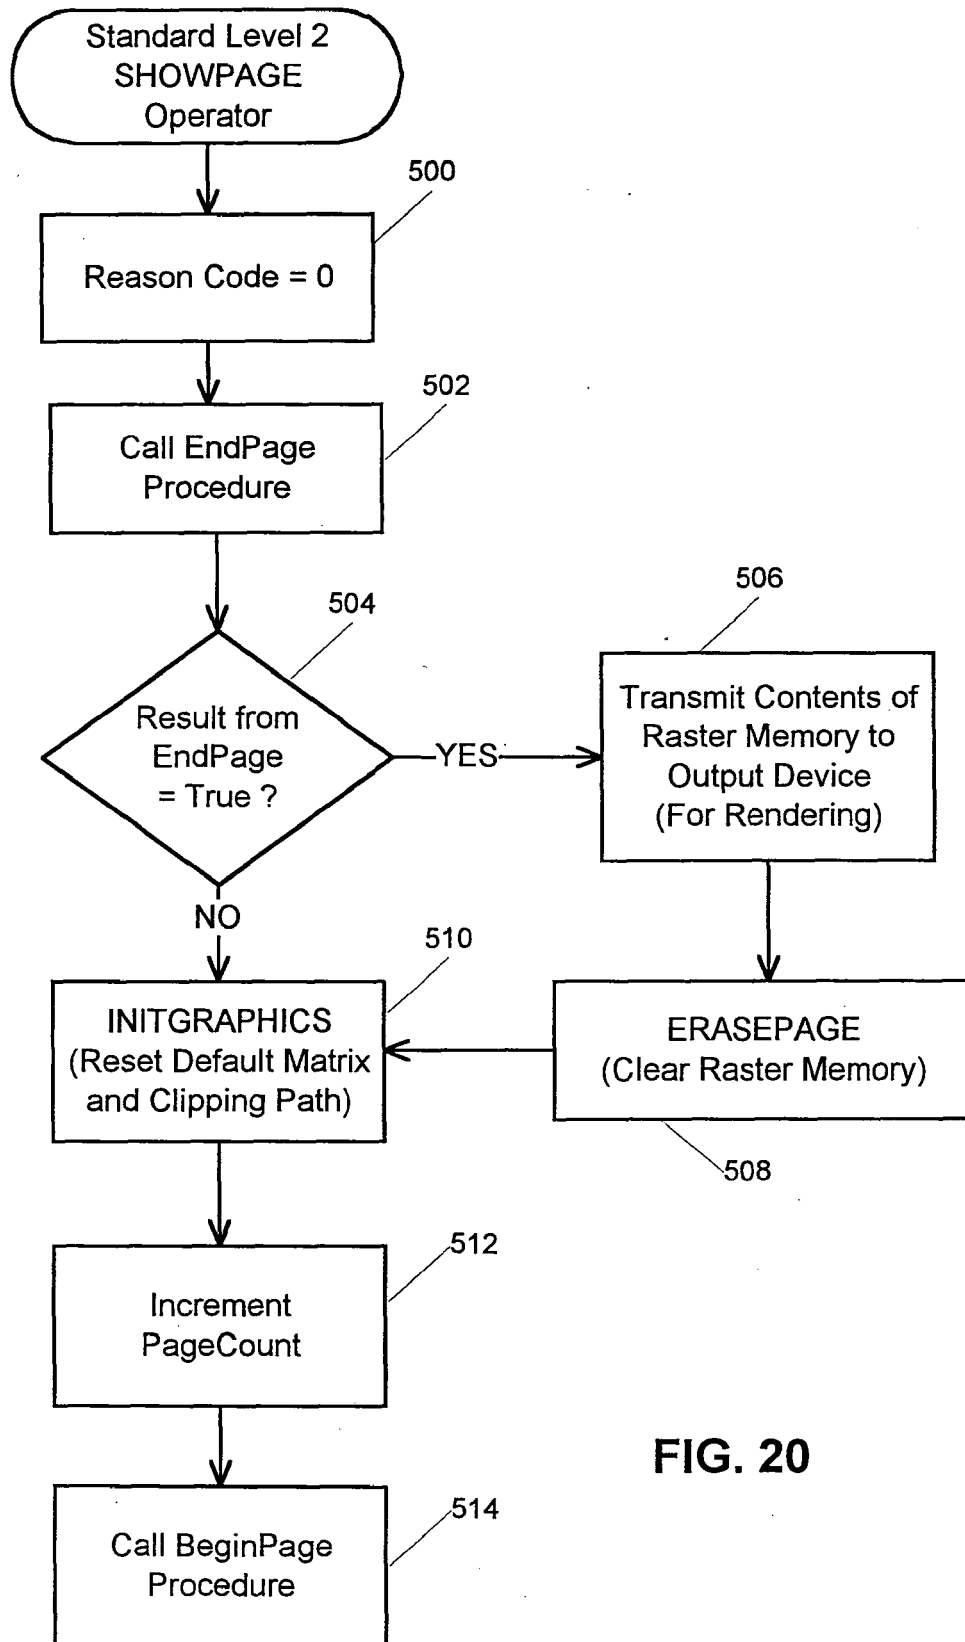 Standard Level 2
SHOWPAGE
Operator
500
Reason Code = 0
502
Call EndPage
Procedure
504
Result from
EndPage
= True ?
YES
506
Transmit Contents of
Raster Memory to
Output Device
(For Rendering)
NO
510
INITGRAPHICS
(Reset Default Matrix
and Clipping Path)
ERASEPAGE
(Clear Raster Memory)
508
512
Increment
PageCount
514
Call BeginPage
Procedure
FIG. 20